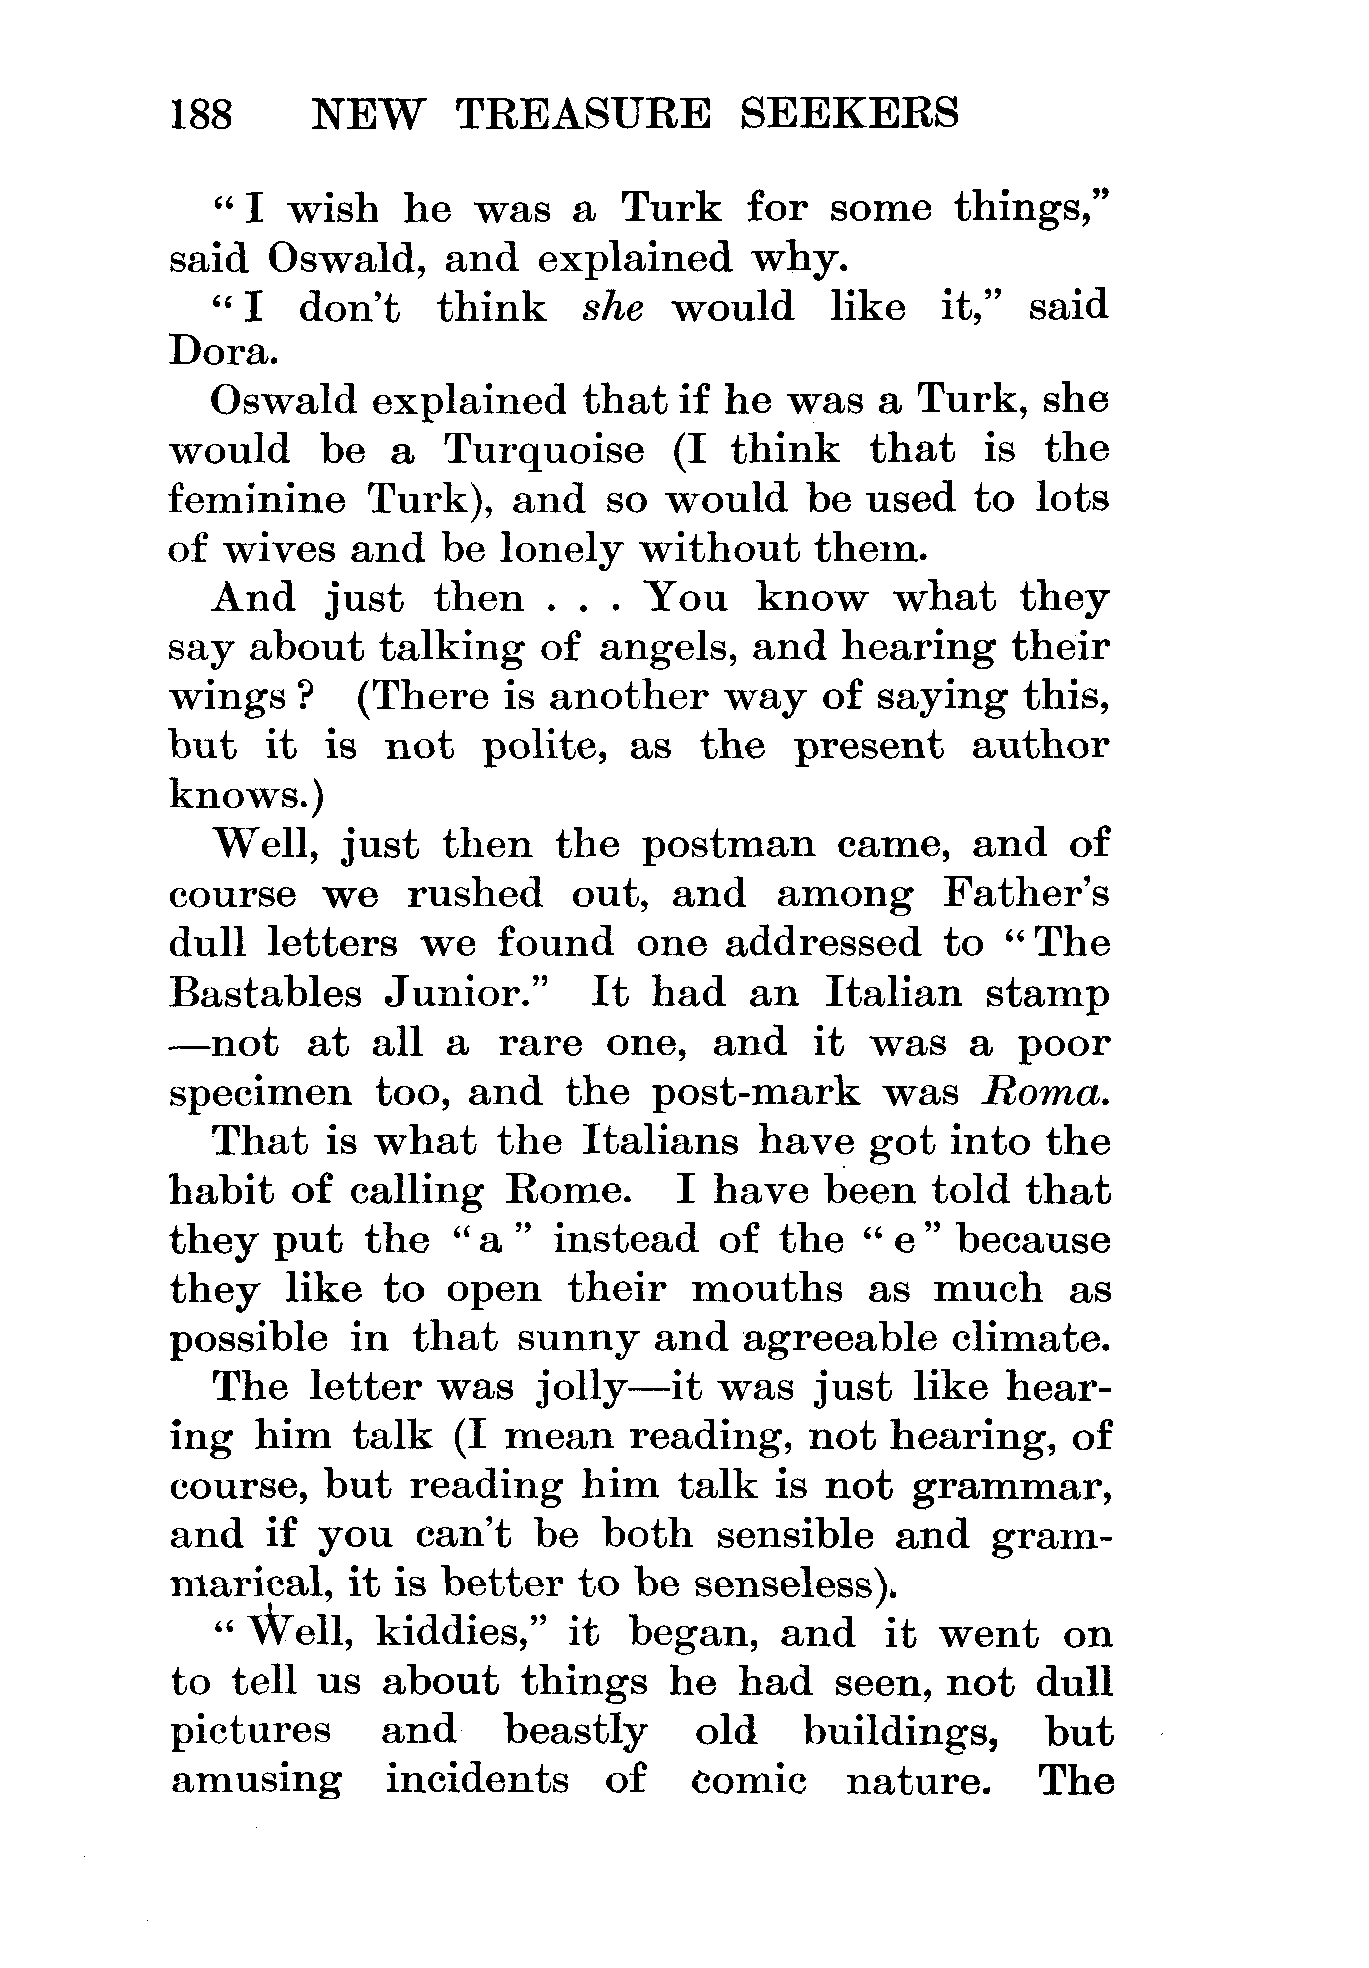 188 NEW TREASURE SEEKERS
“ I wish he was a Turk for some things,”
said Oswald, and explained why.
“ I don’t think she would like it,” said
Dora.
Oswald explained that if he was a Turk, she
would be a Turquoise (I think that is the
feminine Turk), and so would be used to lots
of wives and be lonely without them.
And just then . . . You know what they
say about talking of angels, and hearing their
wings ? (There is another way of saying this,
but it is not polite, as the present author
knows.)
Well, just then the postman came, and of
course we rushed out, and among Father’s
dull letters we found one addressed to “ The
Bastables Junior.” It had an Italian stamp
—not at all a rare one, and it was a poor
specimen too, and the post-mark was Roma.
That is what the Italians have got into the
habit of calling Rome. I have been told that
they put the “ a ” instead of the “ e ” because
they like to open their mouths as much as
possible in that sunny and agreeable climate.
The letter was jolly—it was just like hear-
ing him talk (I mean reading, not hearing, of
course, but reading him talk is not grammar,
and if you can’t be both sensible and gram-
marical, it is better to be senseless).
“ Well, kiddies,” it began, and it went on
to tell us about things he had seen, not dull
pictures and beastly old buildings, but
amusing incidents of comic nature. The